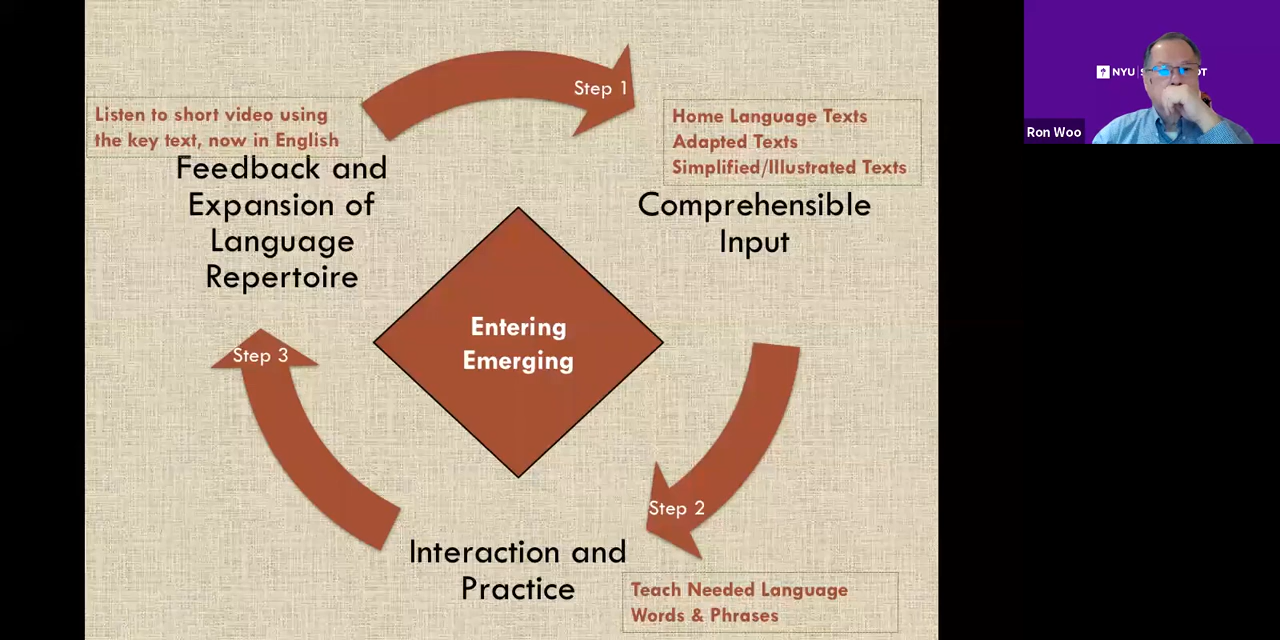 Step 1
Listen to short video using
the key text, now in English
Feedback and
Expansion of
Language
Repertoire
Home Language Texts
Adapted Texts
Simplified/Illustrated Texts
Comprehensible
Input
Entering
Emerging
Step 3
Step 2
Interaction and
Practice
Teach Needed Language
Words & Phrases
NYU
Ron Woo